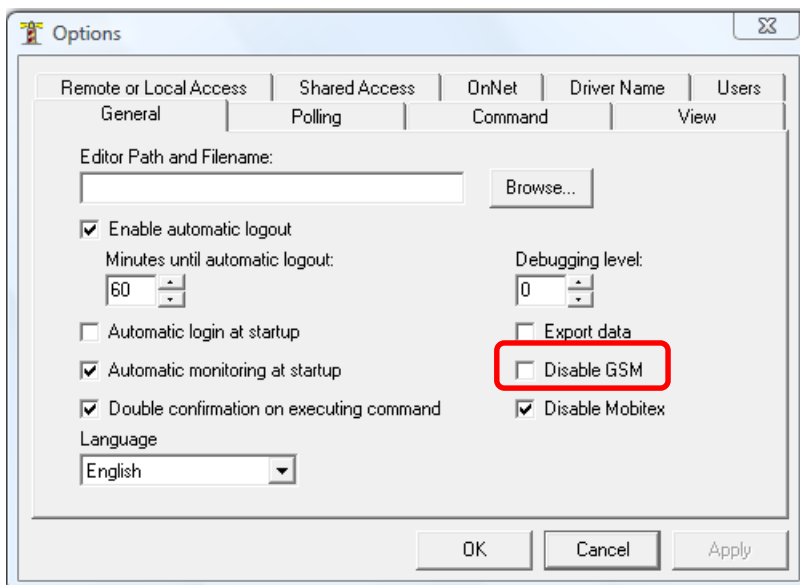 Options
Remote or Local Access Shared Access OnNet Driver Name Users
General Polling Command View
Editor Path and Filename:
Browse...
Enable automatic logout
Minutes until automatic logout: Debugging level:
60 0
Automatic login at startup Export data
Automatic monitoring at startup Disable GSM
Double confirmation on executing command Disable Mobitex
Language
English
OK Cancel Apply